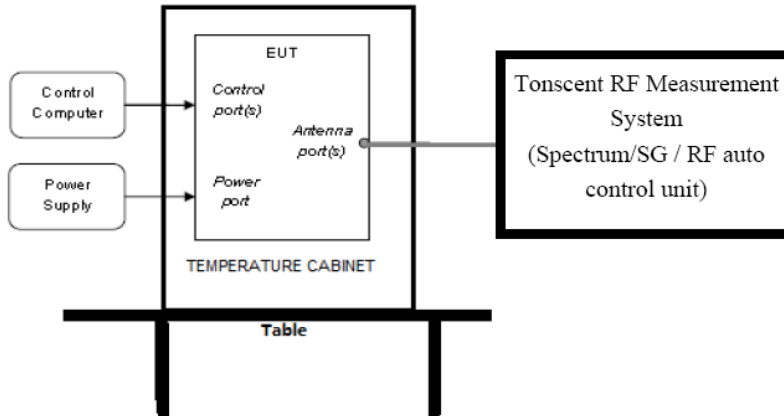 EUT
Control
Computer
Control
port(s)
Antenna
port(s)
Power
Supply
Power
port
TEMPERATURE CABINET
Table
Tonscent RF Measurement
System
(Spectrum/SG / RF auto
control unit)